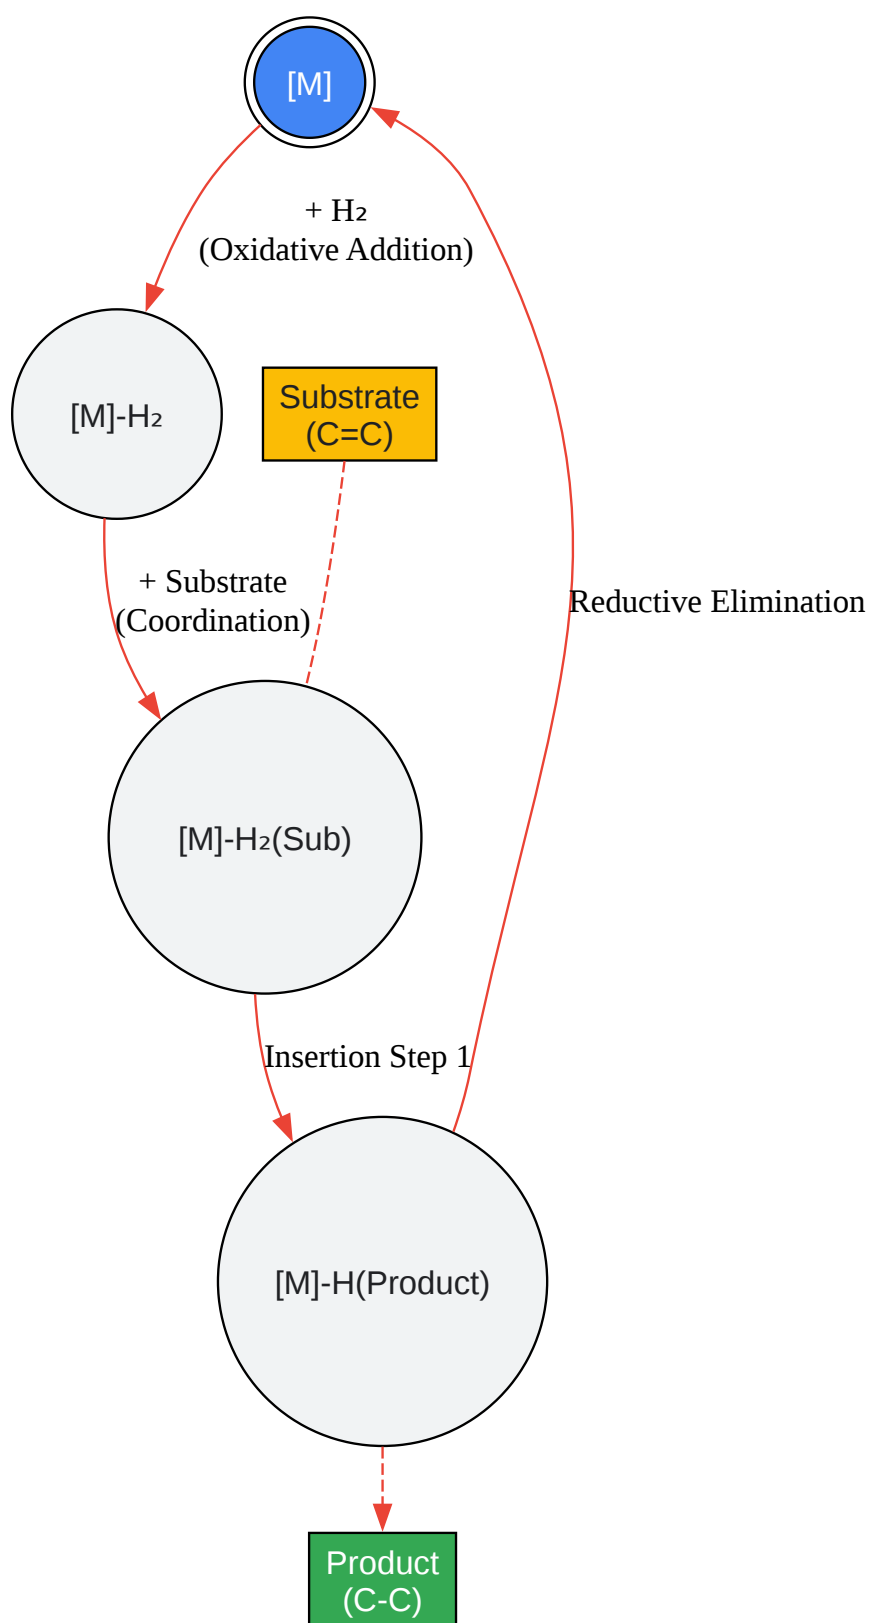 [M]
+ H₂
(Oxidative Addition)
[M]-H₂
Substrate
(C=C)
+ Substrate
(Coordination)
Reductive Elimination
[M]-H₂(Sub)
Insertion Step 1
[M]-H(Product)
Product
(C-C)